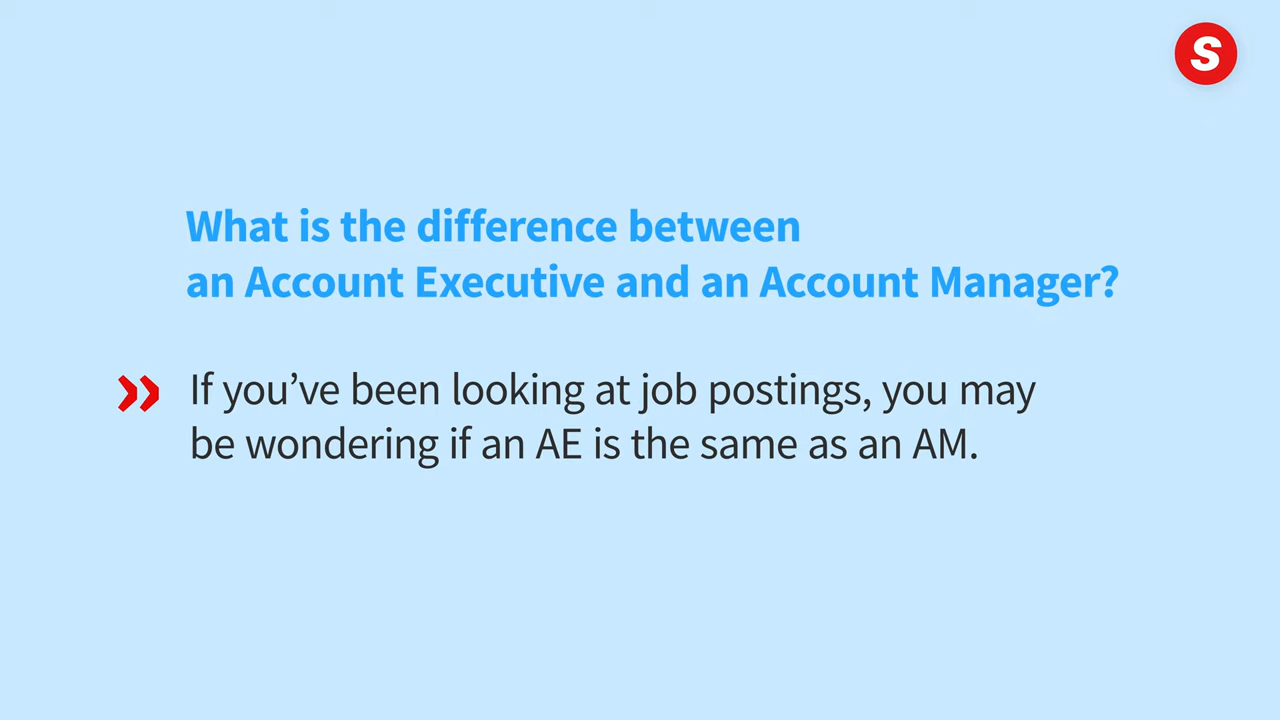 S
What is the difference between
an Account Executive and an Account Manager?
If you’ve been looking at job postings, you may
be wondering if an AE is the same as an AM.